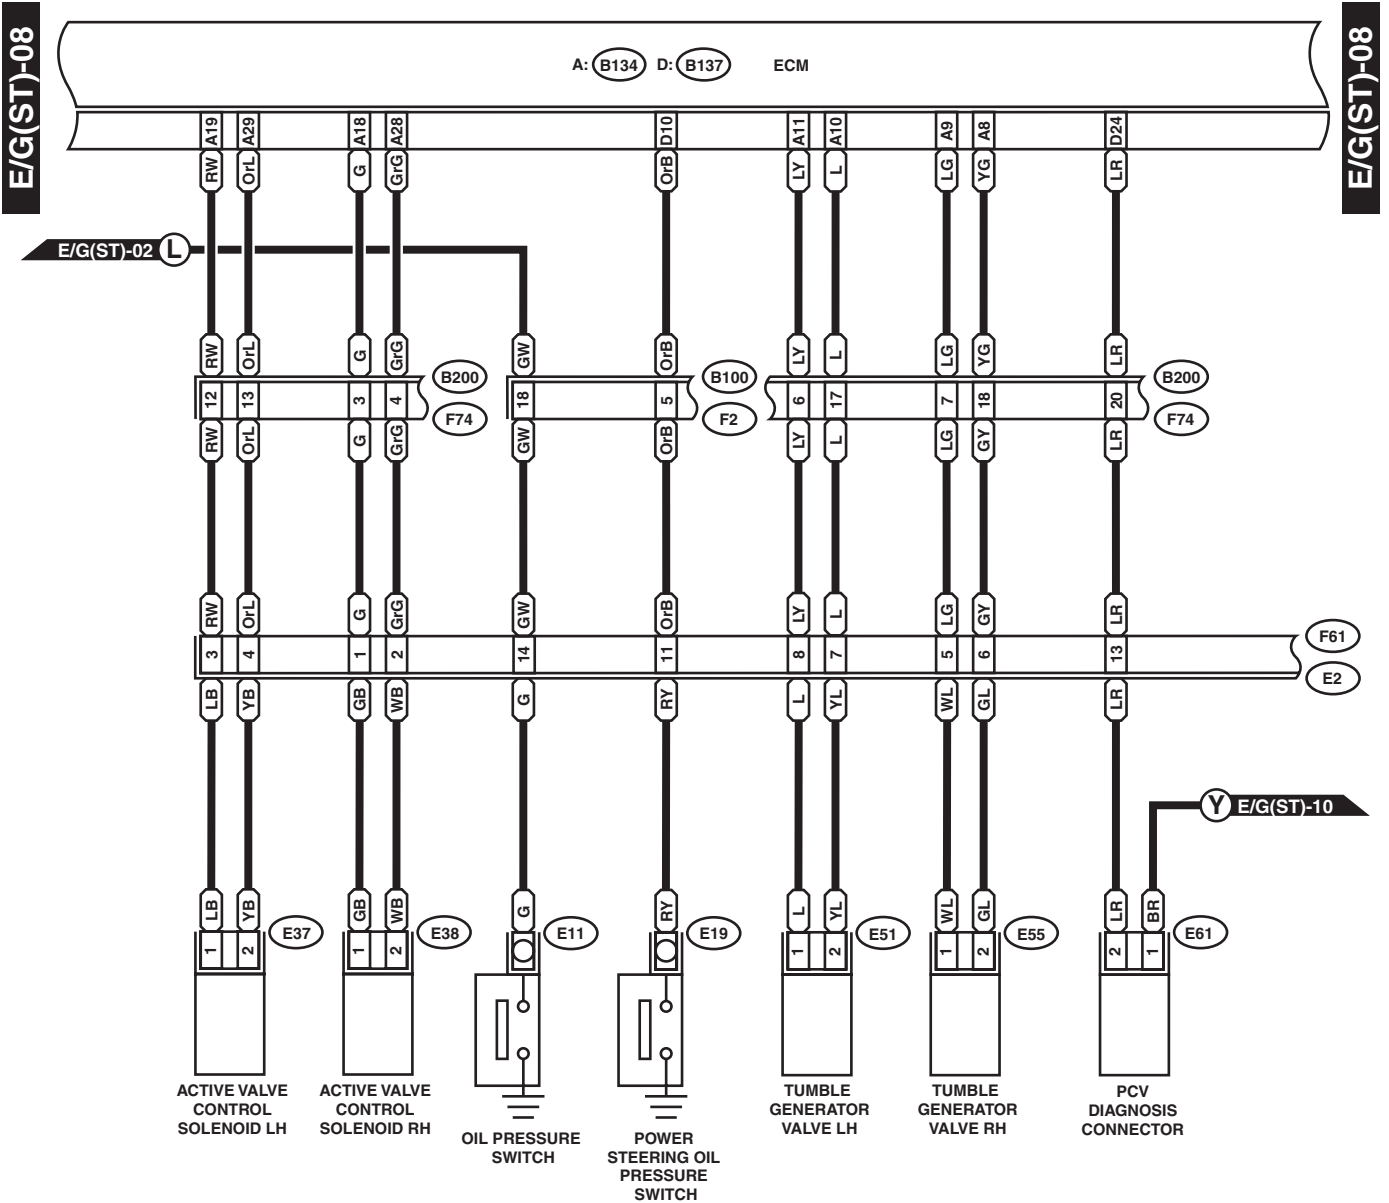 E/G(ST)-08
E/G(ST)-08
A: B134 D: B137 ECM
A19 A29 A18 A28 D10 A11 A10 A9 A8 D24
RW OrL G GrG OrB LY L LG YG LR
E/G(ST)-02 L
RW OrL G GrG GW OrB LY L LG YG LR
B200 B100 B200
12 13 3 4 18 5 6 17 7 18 20
F74 F2 F74
RW OrL G GrG GW OrB LY L LG GY LR
RW OrL G GrG GW OrB LY L LG GY LR
F61
3 4 1 2 14 11 8 7 5 6 13
E2
LB YB GB WB G RY L YL WL GL LR
Y E/G(ST)-10
LB YB GB WB G RY L YL WL GL LR BR
E37 E38 E11 E19 E51 E55 E61
1 2 1 2 1 2 1 2 2 1
ACTIVE VALVE
CONTROL
SOLENOID LH
ACTIVE VALVE
CONTROL
SOLENOID RH
OIL PRESSURE
SWITCH
POWER
STEERING OIL
PRESSURE
SWITCH
TUMBLE
GENERATOR
VALVE LH
TUMBLE
GENERATOR
VALVE RH
PCV
DIAGNOSIS
CONNECTOR